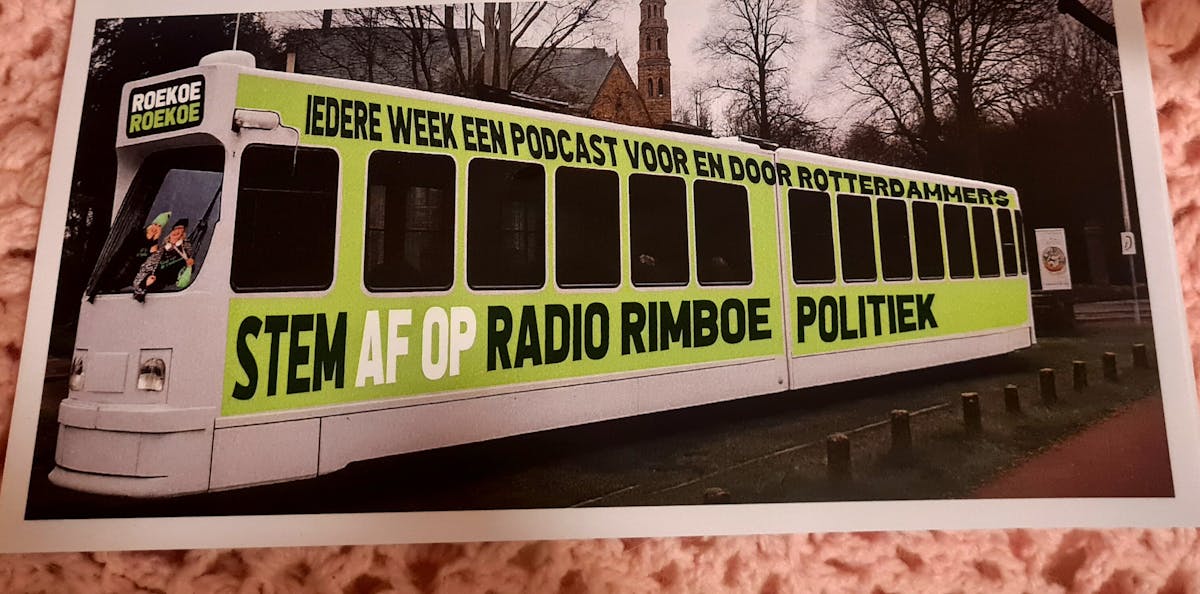 ROEKOE
ROEKOE
IEDERE WEEK EEN PODCAST VOOR EN DOOR ROTTERDAMMERS
STEM AF OP RADIO RIMBOE POLITIEK